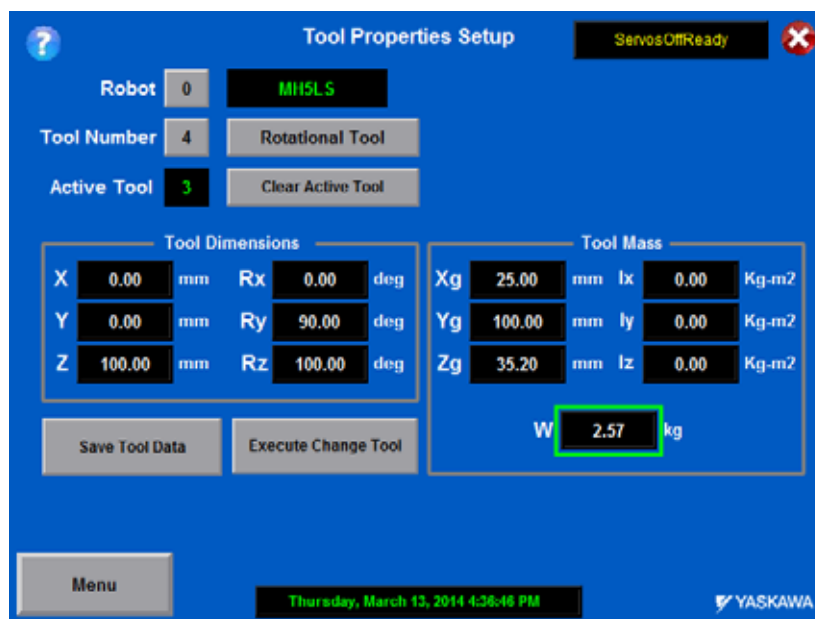 ? Tool Properties Setup ServosOffReady
Robot 0 MH5LS
Tool Number 4 Rotational Tool
Active Tool 3 Clear Active Tool
Tool Dimensions Tool Mass
X 0.00 mm Rx 0.00 deg Xg 25.00 mm Ix 0.00 Kg-m2
Y 0.00 mm Ry 90.00 deg Yg 100.00 mm Iy 0.00 Kg-m2
Z 100.00 mm Rz 100.00 deg Zg 35.20 mm Iz 0.00 Kg-m2
W 2.57 kg
Save Tool Data Execute Change Tool
Menu
Thursday, March 13, 2014 4:36:46 PM YASKAWA